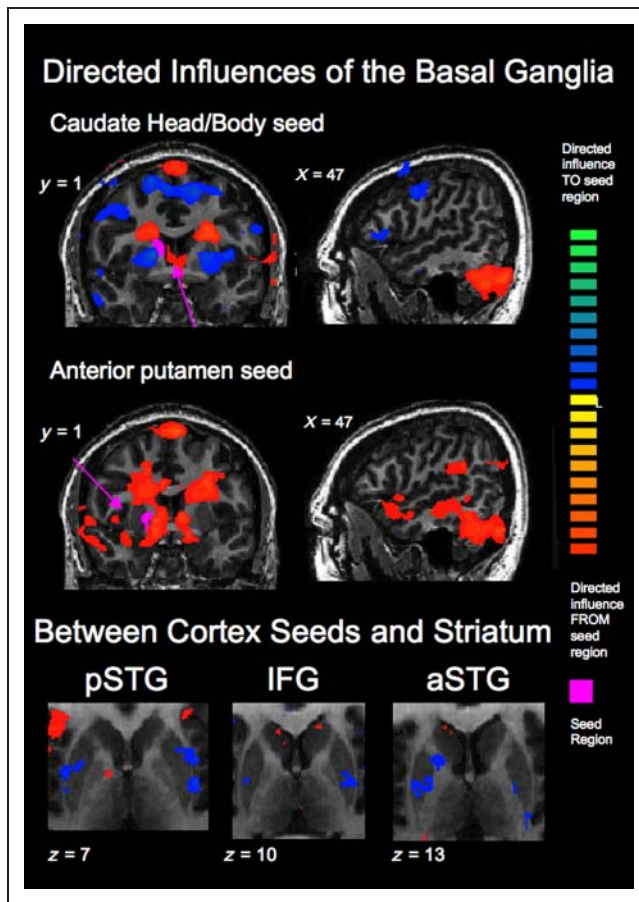 Directed Influences of the Basal Ganglia
Caudate Head/Body seed
y = 1
X = 47
Directed
influence
TO seed
region
Anterior putamen seed
y = 1
X = 47
L
Directed
influence
FROM
seed
region
Between Cortex Seeds and Striatum
pSTG
IFG
aSTG
Seed
Region
z = 7
z = 10
z = 13